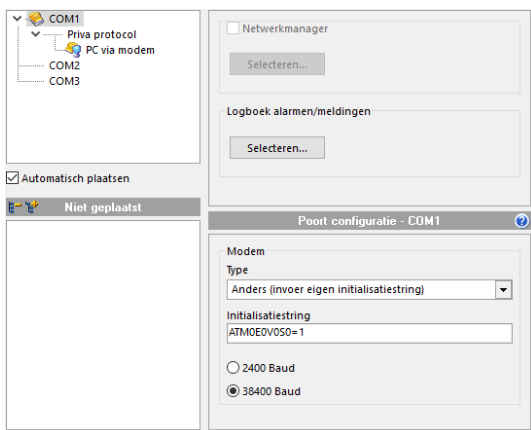 COM1
Priva protocol
PC via modem
COM2
COM3
Automatisch plaatsen
Niet geplaatst
Netwerkmanager
Selecteren...
Logboek alarmen/meldingen
Selecteren...
Poort configuratie - COM1
Modem
Type
Anders (invoer eigen initialisatiestring)
Initialisatiestring
ATM0E0V0S0=1
2400 Baud
38400 Baud